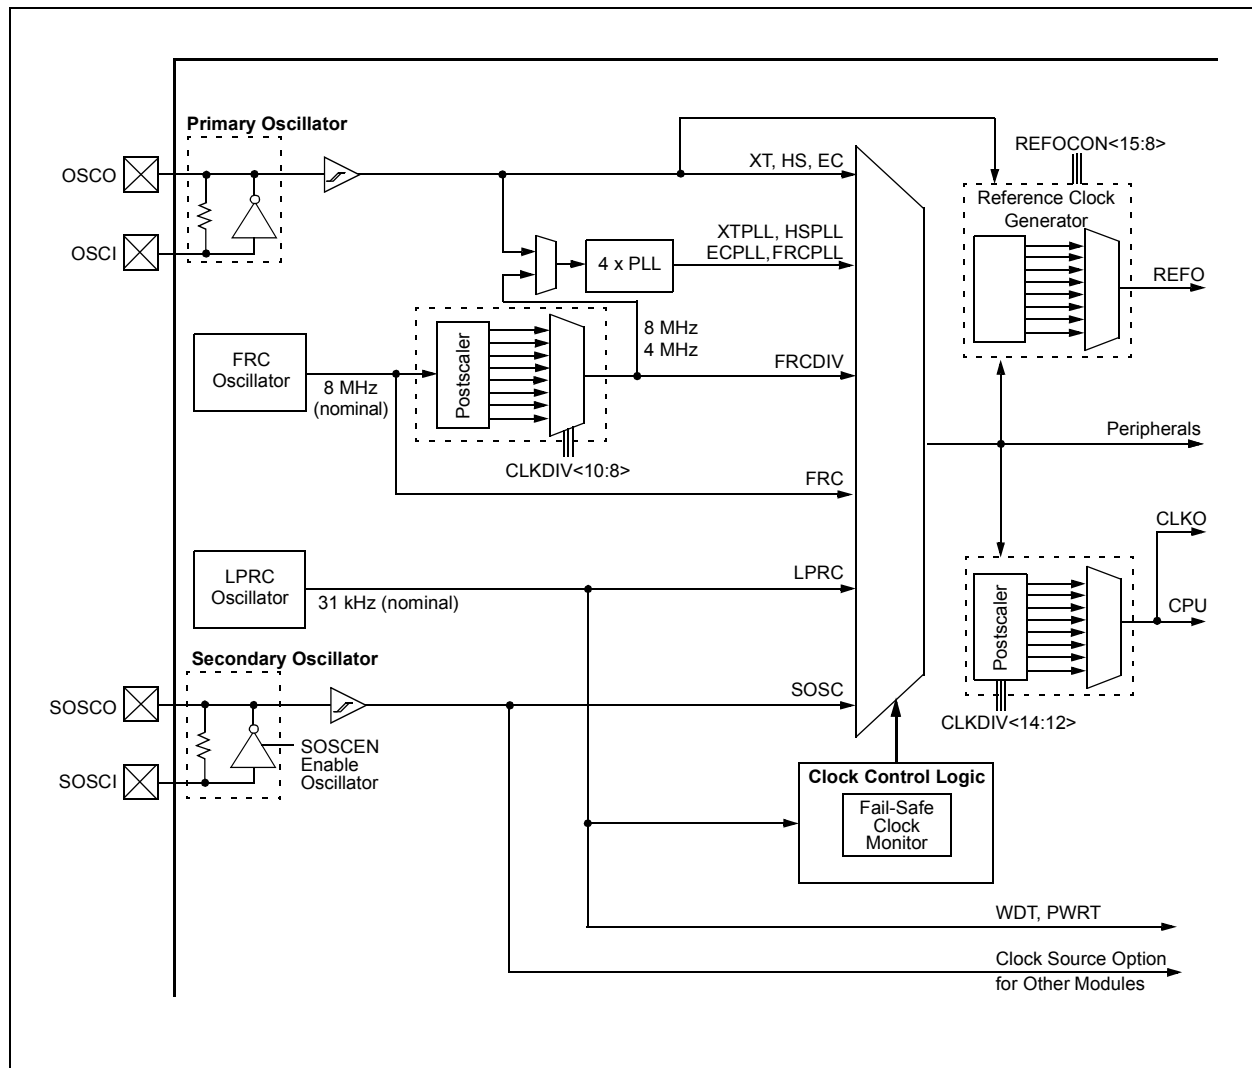 Primary Oscillator
OSCO
OSCI
XT, HS, EC
REFOCON<15:8>
Reference Clock
Generator
REFO
XTPLL, HSPLL
ECPLL,FRCPLL
4 x PLL
8 MHz
4 MHz
FRC
Oscillator
8 MHz
(nominal)
Postscaler
CLKDIV<10:8>
FRCDIV
Peripherals
FRC
CLKO
CPU
LPRC
Oscillator
31 kHz (nominal)
LPRC
Postscaler
CLKDIV<14:12>
Secondary Oscillator
SOSCO
SOSCI
SOSCEN
Enable
Oscillator
SOSC
Clock Control Logic
Fail-Safe
Clock
Monitor
WDT, PWRT
Clock Source Option
for Other Modules